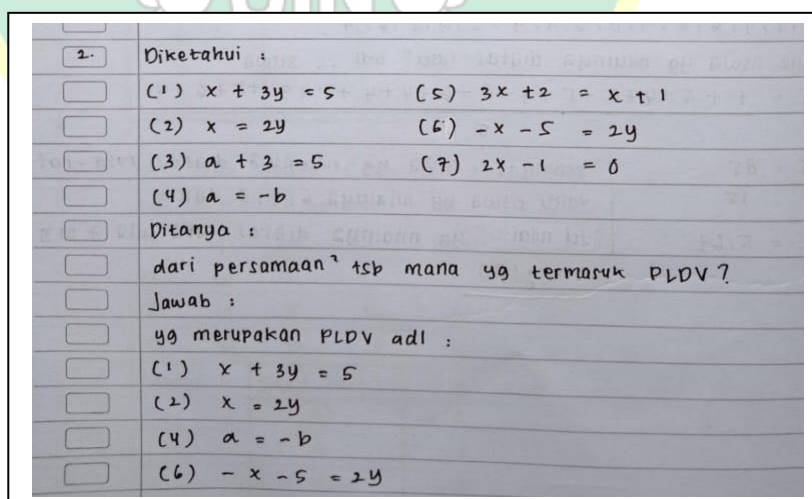 2. Diketahui :
(1) x + 3y = 5 (5) 3x + 2 = x + 1
(2) x = 2y (6) -x - 5 = 2y
(3) a + 3 = 5 (7) 2x - 1 = 0
(4) a = -b
Ditanya :
dari persamaan² tsb mana yg termasuk PLDV?
Jawab :
yg merupakan PLDV adl :
(1) x + 3y = 5
(2) x = 2y
(4) a = -b
(6) - x - 5 = 2y